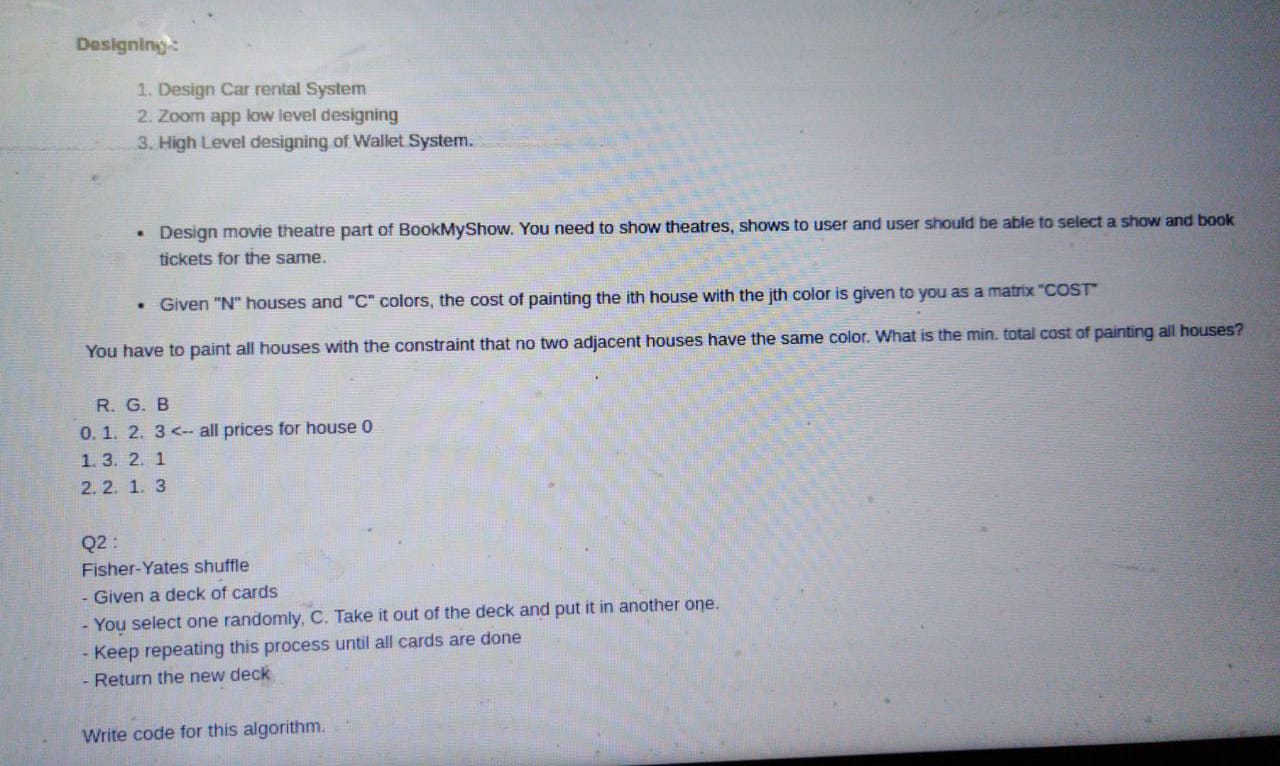 Designing :
1. Design Car rental System
2. Zoom app low level designing
3. High Level designing of Wallet System.
• Design movie theatre part of BookMyShow. You need to show theatres, shows to user and user should be able to select a show and book
tickets for the same.
• Given "N" houses and "C" colors, the cost of painting the ith house with the jth color is given to you as a matrix "COST"
You have to paint all houses with the constraint that no two adjacent houses have the same color. What is the min. total cost of painting all houses?
R. G. B
0. 1. 2. 3 <-- all prices for house 0
1. 3. 2. 1
2. 2. 1. 3
Q2 :
Fisher-Yates shuffle
- Given a deck of cards
- You select one randomly, C. Take it out of the deck and put it in another one.
- Keep repeating this process until all cards are done
- Return the new deck
Write code for this algorithm.